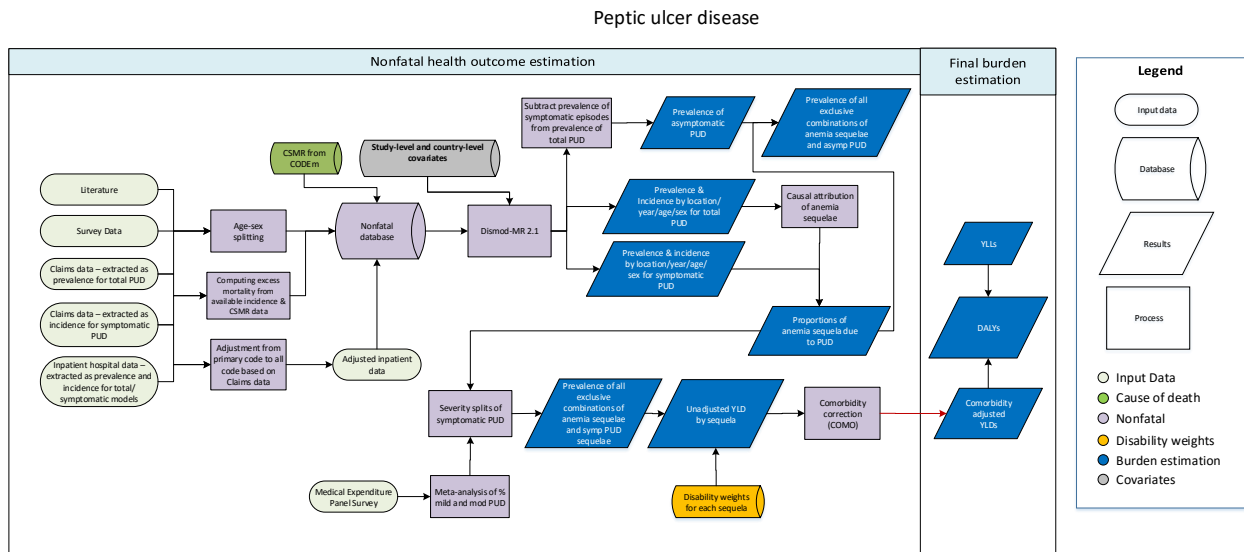 Peptic ulcer disease
Nonfatal health outcome estimation
Final burden
estimation
Legend
Input data
Database
Results
Process
Input Data
Cause of death
Nonfatal
Disability weights
Burden estimation
Covariates
Literature
Survey Data
Claims data – extracted as
prevalence for total PUD
Claims data – extracted as
incidence for symptomatic
PUD
Inpatient hospital data –
extracted as prevalence and
incidence for total/
symptomatic models
Age-sex
splitting
Computing excess
mortality from
available incidence &
CSMR data
Adjustment from
primary code to all
code based on
Claims data
Adjusted inpatient
data
CSMR from
CODEm
Nonfatal
database
Study-level and country-level
covariates
Dismod-MR 2.1
Subtract prevalence of
symptomatic episodes
from prevalence of
total PUD
Prevalence of
asymptomatic PUD
Prevalence of all
exclusive
combinations of
anemia sequelae
and asymp PUD
Prevalence &
Incidence by location/
year/age/sex for total
PUD
Causal attribution of
anemia
sequelae
Prevalence & incidence
by location/year/age/
sex for symptomatic
PUD
Proportions of
anemia sequela due
to PUD
Severity splits of
symptomatic PUD
Prevalence of all
exclusive
combinations of
anemia sequelae
and symp PUD
sequelae
Unadjusted YLD
by sequela
Comorbidity
correction
(COMO)
Comorbidity
adjusted
YLDs
YLLs
DALYs
Medical Expenditure
Panel Survey
Meta-analysis of %
mild and mod PUD
Disability weights
for each sequela